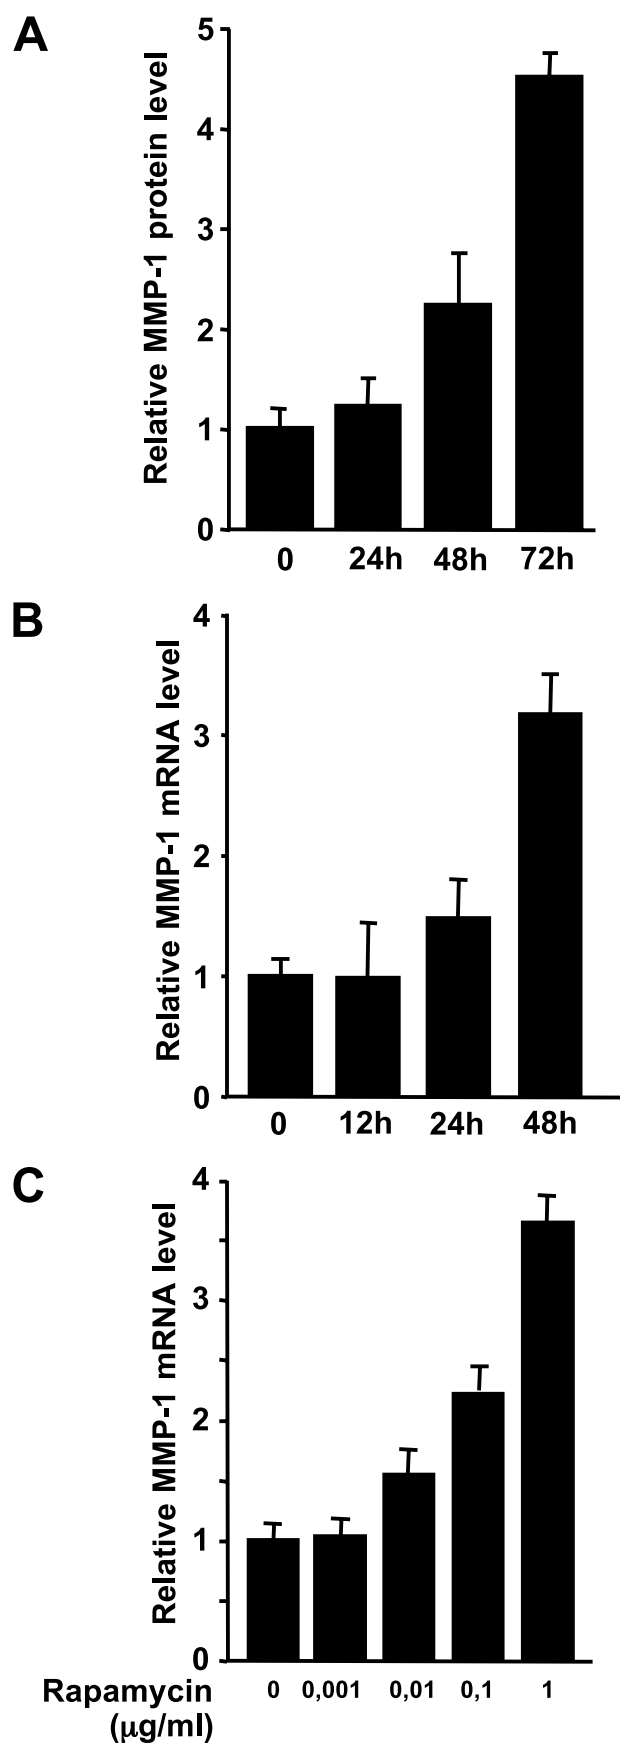 A
Relative MMP-1 protein level
5
4
3
2
1
0
0 24h 48h 72h
B
Relative MMP-1 mRNA level
4
3
2
1
0
0 12h 24h 48h
C
Relative MMP-1 mRNA level
4
3
2
1
0
Rapamycin 0 0,001 0,01 0,1 1
(μg/ml)